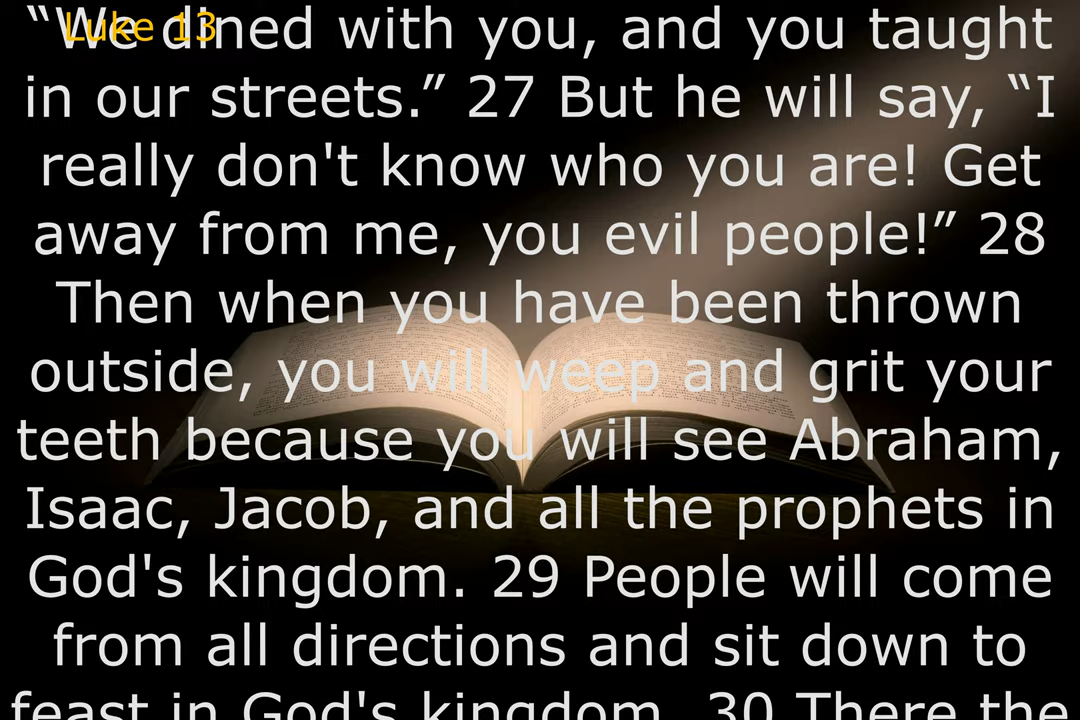 Luke 13
“We dined with you, and you taught
in our streets.” 27 But he will say, “I
really don't know who you are! Get
away from me, you evil people!” 28
Then when you have been thrown
outside, you will weep and grit your
teeth because you will see Abraham,
Isaac, Jacob, and all the prophets in
God's kingdom. 29 People will come
from all directions and sit down to
feast in God's kingdom. 30 There the